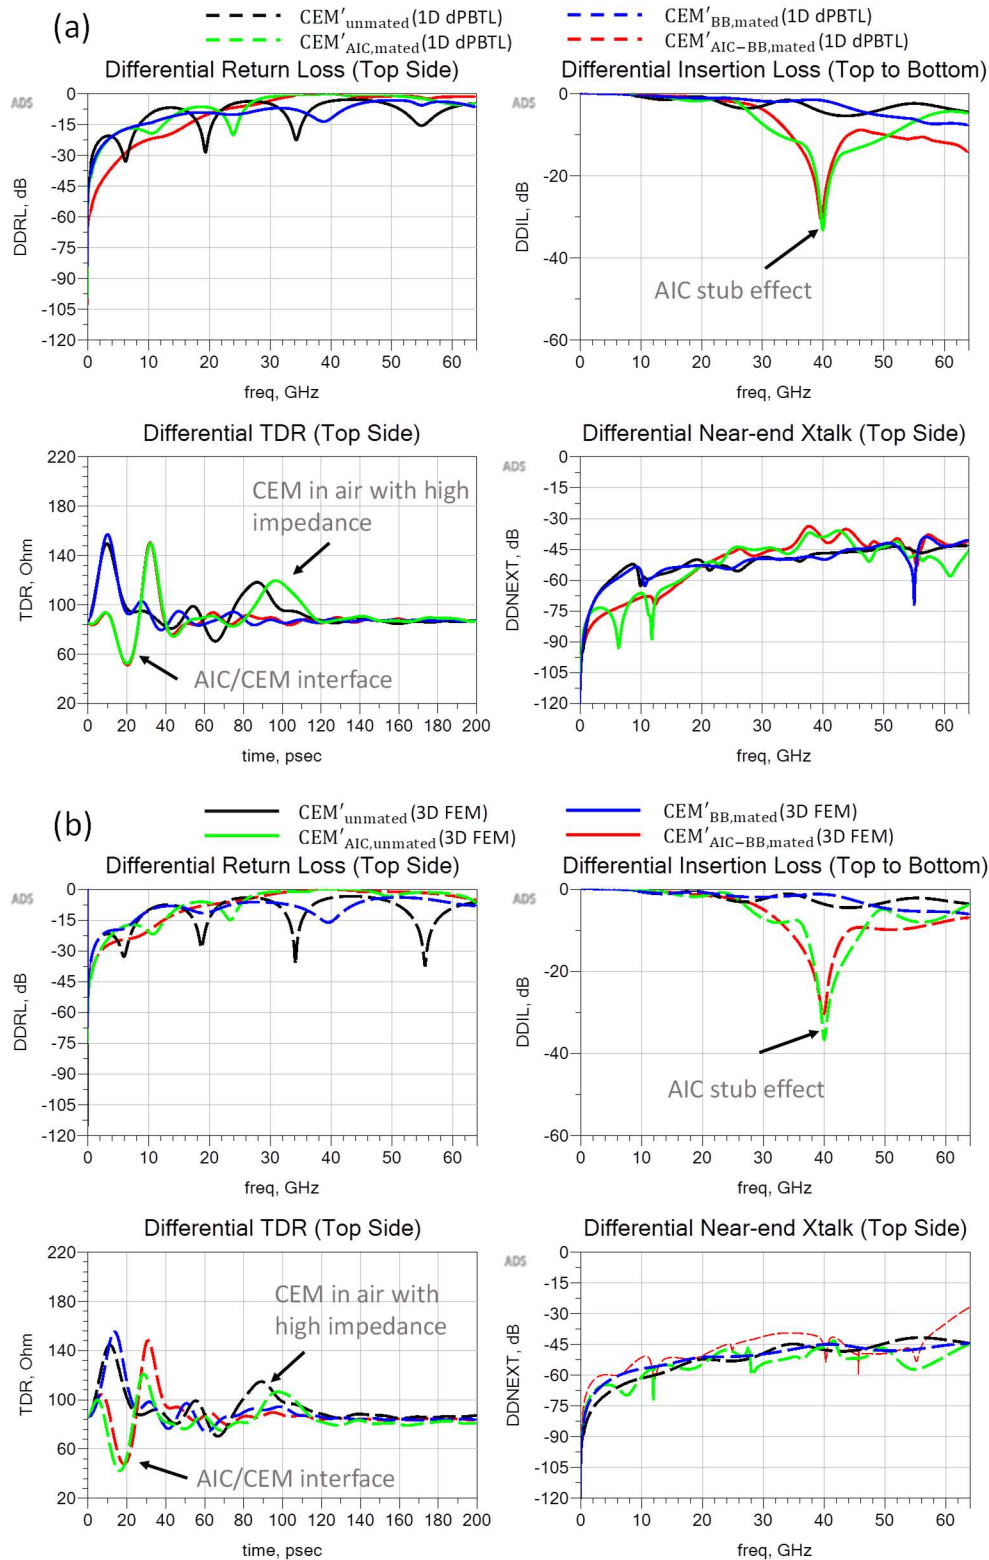 (a)
CEM′unmated(1D dPBTL)
CEM′AIC,mated(1D dPBTL)
CEM′BB,mated(1D dPBTL)
CEM′AIC−BB,mated(1D dPBTL)
Differential Return Loss (Top Side)
ADS
DDRL, dB
0
-15
-30
-45
-60
-75
-90
-105
-120
0 10 20 30 40 50 60
freq, GHz
Differential Insertion Loss (Top to Bottom)
DDIL, dB
0
-20
-40
-60
AIC stub effect
0 10 20 30 40 50 60
freq, GHz
Differential TDR (Top Side)
TDR, Ohm
220
180
140
100
60
20
CEM in air with high
impedance
AIC/CEM interface
0 20 40 60 80 100 120 140 160 180 200
time, psec
Differential Near-end Xtalk (Top Side)
ADS
DDNEXT, dB
0
-15
-30
-45
-60
-75
-90
-105
-120
0 10 20 30 40 50 60
freq, GHz
(b)
CEM′unmated(3D FEM)
CEM′AIC,unmated(3D FEM)
CEM′BB,mated(3D FEM)
CEM′AIC−BB,mated(3D FEM)
Differential Return Loss (Top Side)
ADS
DDRL, dB
0
-15
-30
-45
-60
-75
-90
-105
-120
0 10 20 30 40 50 60
freq, GHz
Differential Insertion Loss (Top to Bottom)
DDIL, dB
0
-20
-40
-60
AIC stub effect
0 10 20 30 40 50 60
freq, GHz
Differential TDR (Top Side)
TDR, Ohm
220
180
140
100
60
20
CEM in air with
high impedance
AIC/CEM interface
0 20 40 60 80 100 120 140 160 180 200
time, psec
Differential Near-end Xtalk (Top Side)
ADS
DDNEXT, dB
0
-15
-30
-45
-60
-75
-90
-105
-120
0 10 20 30 40 50 60
freq, GHz